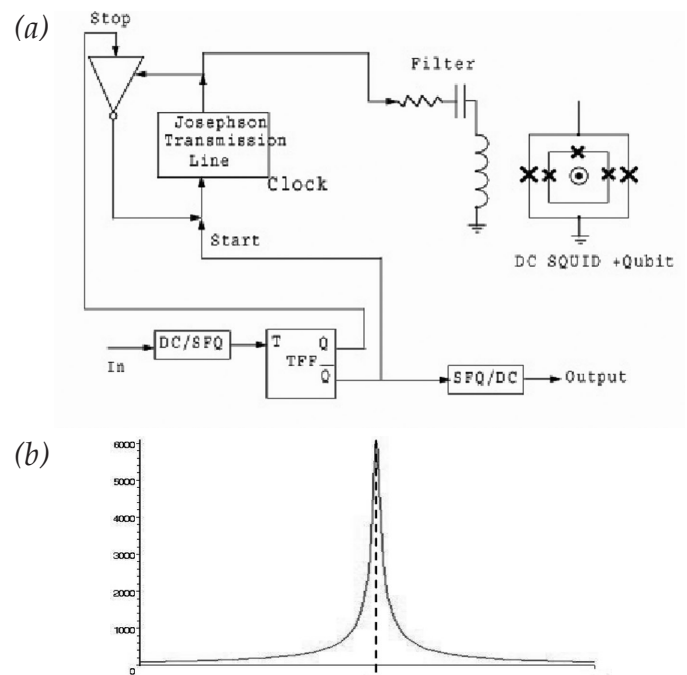 (a)
Stop
Filter
Josephson
Transmission
Line
Clock
Start
DC SQUID +Qubit
In
DC/SFQ
T Q
TFF
Q
SFQ/DC
Output
(b)
6000
5000
4000
3000
2000
1000
0